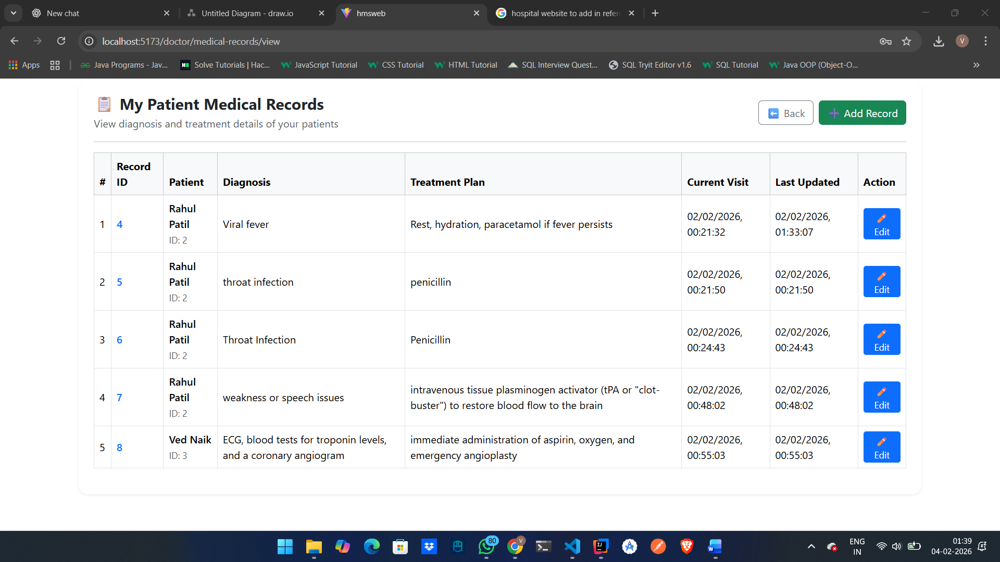 New chat
Untitled Diagram - draw.io
hmsweb
hospital website to add in refer
localhost:5173/doctor/medical-records/view
V
Apps
Java Programs - Jav...
Solve Tutorials | Hac...
JavaScript Tutorial
CSS Tutorial
HTML Tutorial
SQL Interview Quest...
SQL Tryit Editor v1.6
SQL Tutorial
Java OOP (Object-O...
My Patient Medical Records
View diagnosis and treatment details of your patients
Back
Add Record
#
Record
ID
Patient
Diagnosis
Treatment Plan
Current Visit
Last Updated
Action
1
4
Rahul
Patil
ID: 2
Viral fever
Rest, hydration, paracetamol if fever persists
02/02/2026,
00:21:32
02/02/2026,
01:33:07
Edit
2
5
Rahul
Patil
ID: 2
throat infection
penicillin
02/02/2026,
00:21:50
02/02/2026,
00:21:50
Edit
3
6
Rahul
Patil
ID: 2
Throat Infection
Penicillin
02/02/2026,
00:24:43
02/02/2026,
00:24:43
Edit
4
7
Rahul
Patil
ID: 2
weakness or speech issues
intravenous tissue plasminogen activator (tPA or "clot-
buster") to restore blood flow to the brain
02/02/2026,
00:48:02
02/02/2026,
00:48:02
Edit
5
8
Ved Naik
ID: 3
ECG, blood tests for troponin levels,
and a coronary angiogram
immediate administration of aspirin, oxygen, and
emergency angioplasty
02/02/2026,
00:55:03
02/02/2026,
00:55:03
Edit
80
V
ENG
IN
01:39
04-02-2026